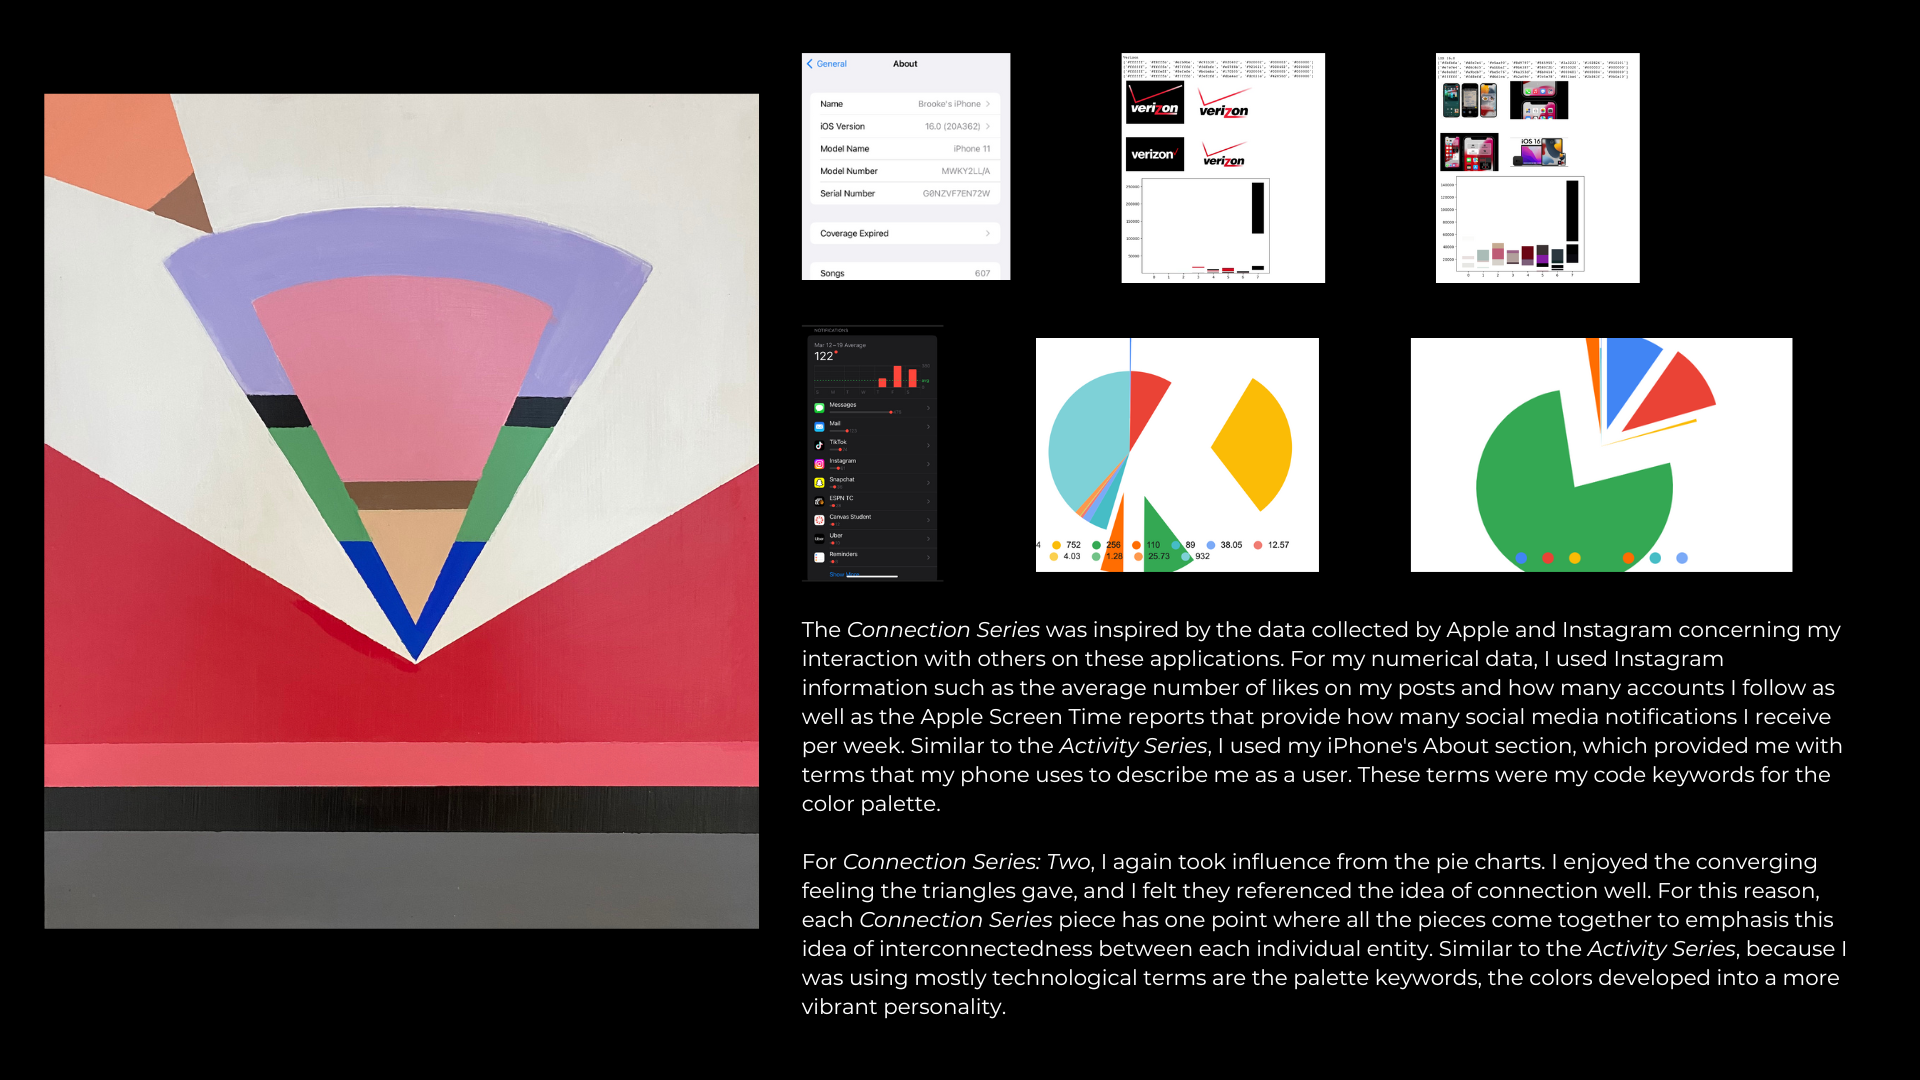 General About
Name Brooke's iPhone
iOS Version 16.0 (20A362)
Model Name iPhone 11
Model Number MWKY2LL/A
Serial Number G0NZVF7EN72W
Coverage Expired
Songs 607
verizon
verizon
verizon
verizon
iOS 16
NOTIFICATIONS
Mar 12–19 Average
122
Messages
Mail
TikTok
Instagram
Snapchat
ESPN TC
Canvas Student
Uber
Reminders
Show More
4 752 256 110 89 38.05 12.57
4.03 1.28 25.73 932
The Connection Series was inspired by the data collected by Apple and Instagram concerning my
interaction with others on these applications. For my numerical data, I used Instagram
information such as the average number of likes on my posts and how many accounts I follow as
well as the Apple Screen Time reports that provide how many social media notifications I receive
per week. Similar to the Activity Series, I used my iPhone's About section, which provided me with
terms that my phone uses to describe me as a user. These terms were my code keywords for the
color palette.
For Connection Series: Two, I again took influence from the pie charts. I enjoyed the converging
feeling the triangles gave, and I felt they referenced the idea of connection well. For this reason,
each Connection Series piece has one point where all the pieces come together to emphasis this
idea of interconnectedness between each individual entity. Similar to the Activity Series, because I
was using mostly technological terms are the palette keywords, the colors developed into a more
vibrant personality.